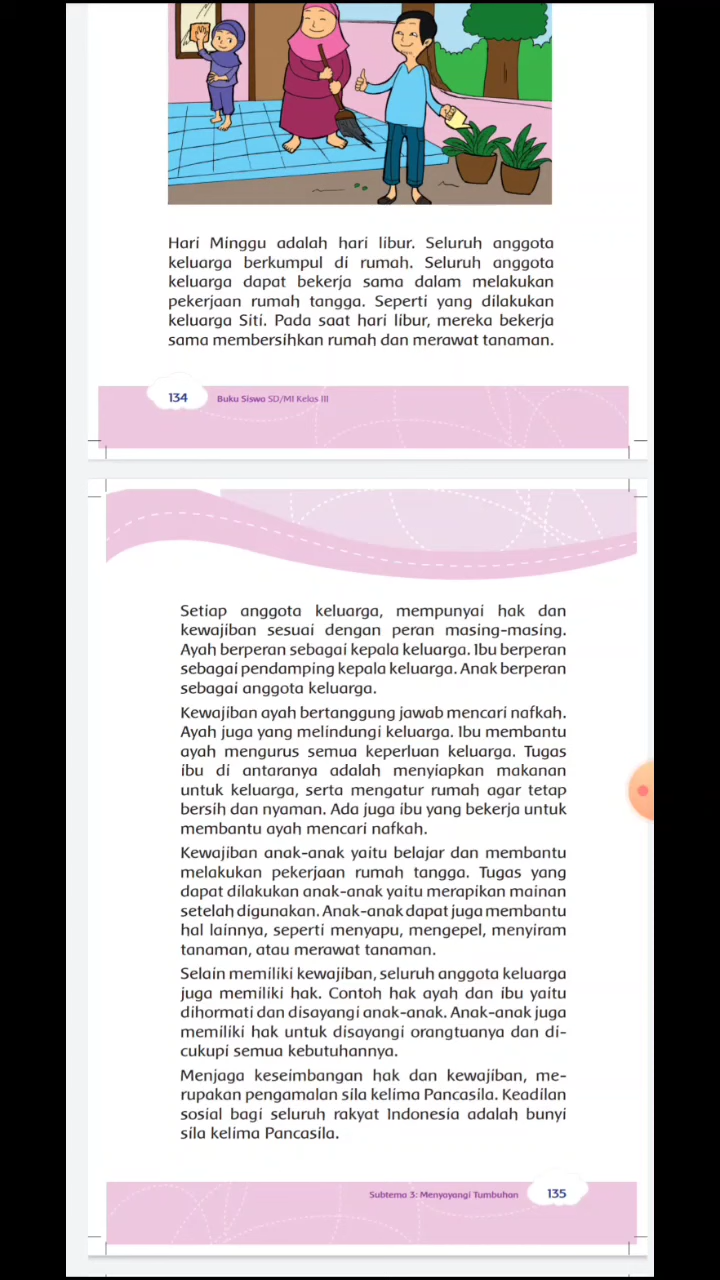 Hari Minggu adalah hari libur. Seluruh anggota
keluarga berkumpul di rumah. Seluruh anggota
keluarga dapat bekerja sama dalam melakukan
pekerjaan rumah tangga. Seperti yang dilakukan
keluarga Siti. Pada saat hari libur, mereka bekerja
sama membersihkan rumah dan merawat tanaman.
134 Buku Siswa SD/MI Kelas III
Setiap anggota keluarga, mempunyai hak dan
kewajiban sesuai dengan peran masing-masing.
Ayah berperan sebagai kepala keluarga. Ibu berperan
sebagai pendamping kepala keluarga. Anak berperan
sebagai anggota keluarga.
Kewajiban ayah bertanggung jawab mencari nafkah.
Ayah juga yang melindungi keluarga. Ibu membantu
ayah mengurus semua keperluan keluarga. Tugas
ibu di antaranya adalah menyiapkan makanan
untuk keluarga, serta mengatur rumah agar tetap
bersih dan nyaman. Ada juga ibu yang bekerja untuk
membantu ayah mencari nafkah.
Kewajiban anak-anak yaitu belajar dan membantu
melakukan pekerjaan rumah tangga. Tugas yang
dapat dilakukan anak-anak yaitu merapikan mainan
setelah digunakan. Anak-anak dapat juga membantu
hal lainnya, seperti menyapu, mengepel, menyiram
tanaman, atau merawat tanaman.
Selain memiliki kewajiban, seluruh anggota keluarga
juga memiliki hak. Contoh hak ayah dan ibu yaitu
dihormati dan disayangi anak-anak. Anak-anak juga
memiliki hak untuk disayangi orangtuanya dan di-
cukupi semua kebutuhannya.
Menjaga keseimbangan hak dan kewajiban, me-
rupakan pengamalan sila kelima Pancasila. Keadilan
sosial bagi seluruh rakyat Indonesia adalah bunyi
sila kelima Pancasila.
Subtema 3: Menyayangi Tumbuhan 135